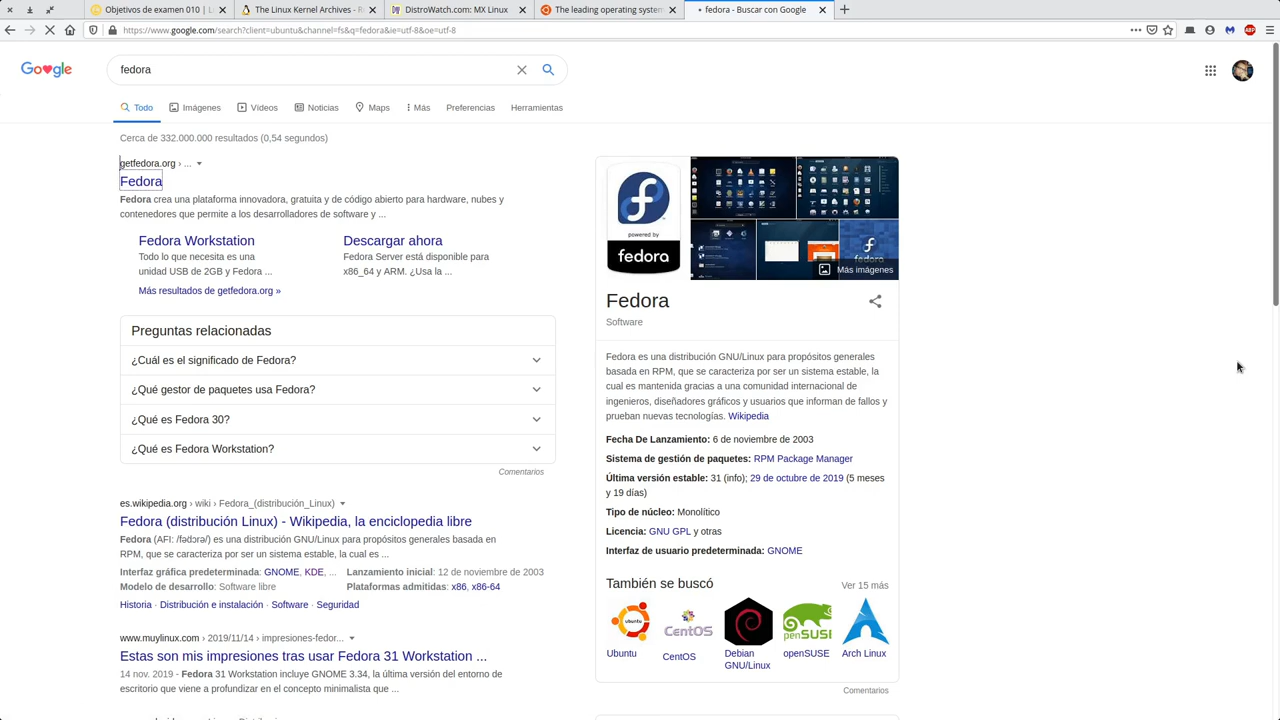 Objetivos de examen 010 | L
The Linux Kernel Archives - R
DistroWatch.com: MX Linux
The leading operating system
fedora - Buscar con Google
https://www.google.com/search?client=ubuntu&channel=fs&q=fedora&ie=utf-8&oe=utf-8
ABP
Google
fedora
Todo
Imágenes
Vídeos
Noticias
Maps
Más
Preferencias
Herramientas
Cerca de 332.000.000 resultados (0,54 segundos)
getfedora.org › ...
Fedora
Fedora crea una plataforma innovadora, gratuita y de código abierto para hardware, nubes y
contenedores que permite a los desarrolladores de software y ...
Fedora Workstation
Todo lo que necesita es una
unidad USB de 2GB y Fedora ...
Descargar ahora
Fedora Server está disponible para
x86_64 y ARM. ¿Usa la ...
Más resultados de getfedora.org »
Preguntas relacionadas
¿Cuál es el significado de Fedora?
¿Qué gestor de paquetes usa Fedora?
¿Qué es Fedora 30?
¿Qué es Fedora Workstation?
Comentarios
es.wikipedia.org › wiki › Fedora_(distribución_Linux)
Fedora (distribución Linux) - Wikipedia, la enciclopedia libre
Fedora (AFI: /fədɔrə/) es una distribución GNU/Linux para propósitos generales basada en
RPM, que se caracteriza por ser un sistema estable, la cual es ...
Interfaz gráfica predeterminada: GNOME, KDE, ...
Lanzamiento inicial: 12 de noviembre de 2003
Modelo de desarrollo: Software libre
Plataformas admitidas: x86, x86-64
Historia · Distribución e instalación · Software · Seguridad
www.muylinux.com › 2019/11/14 › impresiones-fedor...
Estas son mis impresiones tras usar Fedora 31 Workstation ...
14 nov. 2019 - Fedora 31 Workstation incluye GNOME 3.34, la última versión del entorno de
escritorio que viene a profundizar en el concepto minimalista que ...
powered by
fedora
fedora
Más imágenes
Fedora
Software
Fedora es una distribución GNU/Linux para propósitos generales
basada en RPM, que se caracteriza por ser un sistema estable, la
cual es mantenida gracias a una comunidad internacional de
ingenieros, diseñadores gráficos y usuarios que informan de fallos y
prueban nuevas tecnologías. Wikipedia
Fecha De Lanzamiento: 6 de noviembre de 2003
Sistema de gestión de paquetes: RPM Package Manager
Última versión estable: 31 (info); 29 de octubre de 2019 (5 meses
y 19 días)
Tipo de núcleo: Monolítico
Licencia: GNU GPL y otras
Interfaz de usuario predeterminada: GNOME
También se buscó
Ver 15 más
ubuntu
CentOS
openSUSE
Ubuntu
CentOS
Debian
GNU/Linux
openSUSE
Arch Linux
Comentarios